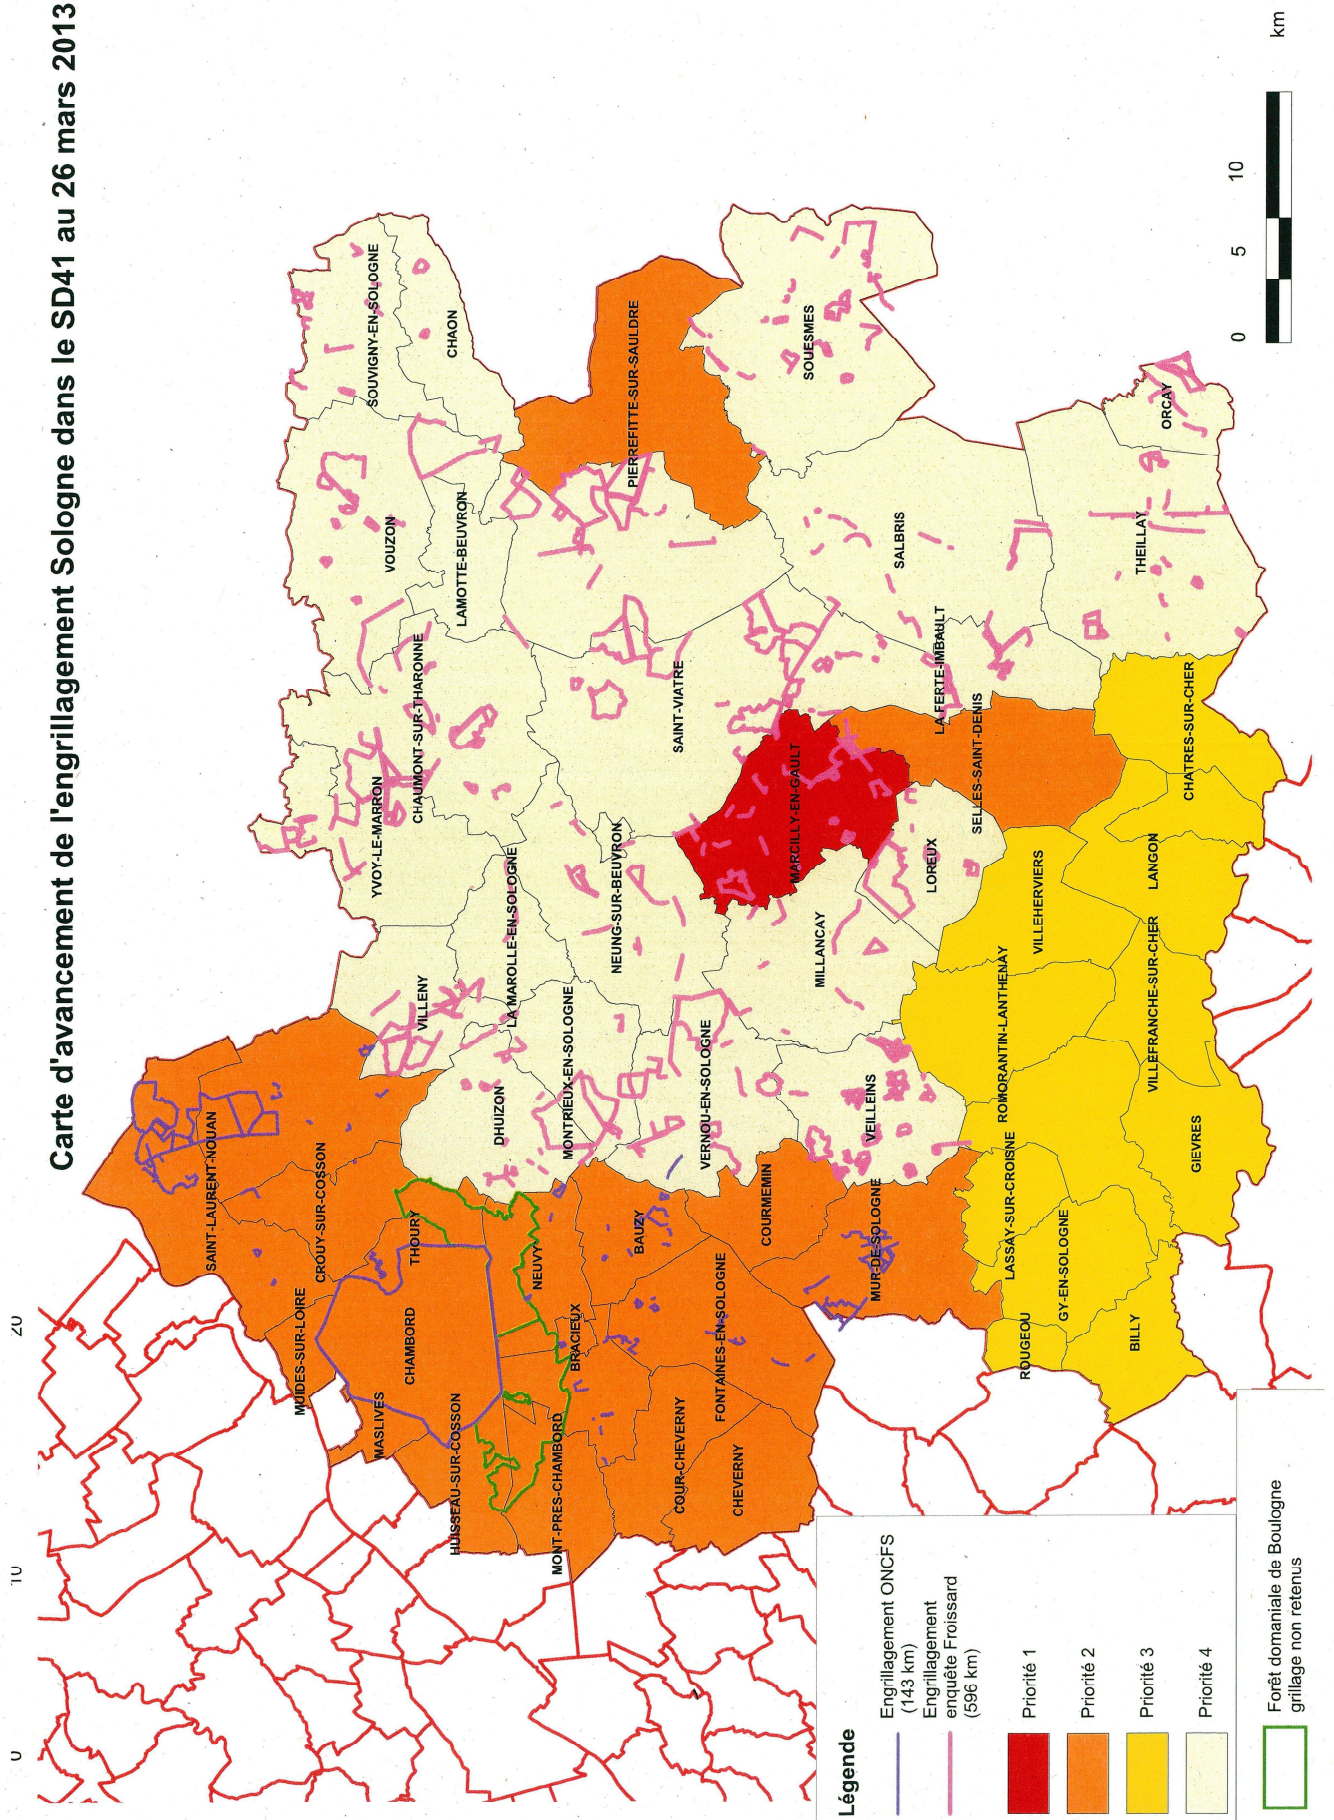 Carte d'avancement de l'engrillagement Sologne dans le SD41 au 26 mars 2013
SOUVIGNY-EN-SOLOGNE
CHAON
VOUZON
LAMOTTE-BEUVRON
PIERREFITTE-SUR-SAULDRE
SOUESMES
ORCAY
THEILLAY
SALBRIS
CHAUMONT-SUR-THARONNE
YVOY-LE-MARRON
SAINT-VIATRE
LA FERTE-IMBAULT
SELLES-SAINT-DENIS
CHATRES-SUR-CHER
MARCILLY-EN-GAULT
LOREUX
LANGON
VILLEHERVIERS
NEUNG-SUR-BEUVRON
LA MAROLLE-EN-SOLOGNE
MILLANCAY
VILLENY
MONTRIEUX-EN-SOLOGNE
DHUIZON
VERNOU-EN-SOLOGNE
VEILLEINS
ROMORANTIN-LANTHENAY
VILLEFRANCHE-SUR-CHER
GIEVRES
LASSAY-SUR-CROISNE
GY-EN-SOLOGNE
ROUGEOU
BILLY
SAINT-LAURENT-NOUAN
CROUY-SUR-COSSON
THOURY
NEUVY
BAUZY
COURMEMIN
MUR-DE-SOLOGNE
MUIDES-SUR-LOIRE
CHAMBORD
BRACIEUX
FONTAINES-EN-SOLOGNE
MASLIVES
HUISSEAU-SUR-COSSON
MONT-PRES-CHAMBORD
COUR-CHEVERNY
CHEVERNY
0 5 10
km
0 10 20
Légende
Engrillagement ONCFS
(143 km)
Engrillagement
enquête Froissard
(596 km)
Priorité 1
Priorité 2
Priorité 3
Priorité 4
Forêt domaniale de Boulogne
grillage non retenus